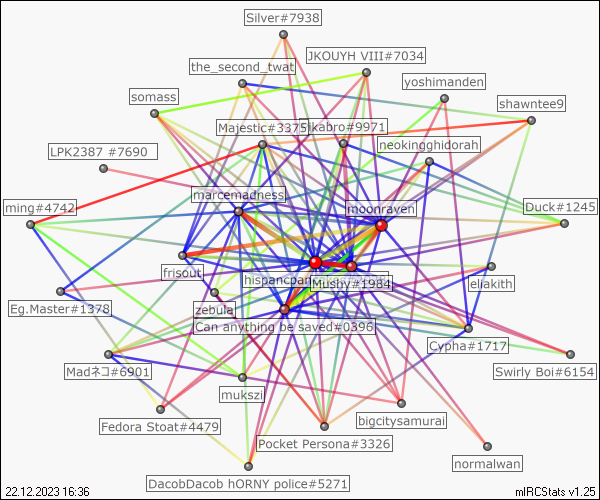 Silver#7938
JKOUYH VIII#7034
the_second_twat
yoshimanden
somass
shawntee9
Majestic#3375
ikabro#9971
neokingghidorah
LPK2387 #7690
marcemadness
moonraven
ming#4742
Duck#1245
frisout
hispancpan
Mushy#1984
eliakith
Eg.Master#1378
zebula
Can anything be saved#0396
Cypha#1717
Madネコ#6901
Swirly Boi#6154
mukszi
bigcitysamurai
Fedora Stoat#4479
Pocket Persona#3326
normalwan
DacobDacob hORNY police#5271
22.12.2023 16:36
mIRCStats v1.25